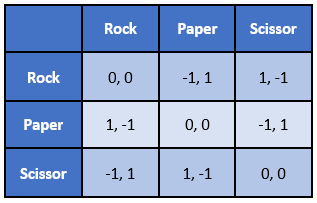 Rock Paper Scissor
Rock 0, 0 -1, 1 1, -1
Paper 1, -1 0, 0 -1, 1
Scissor -1, 1 1, -1 0, 0